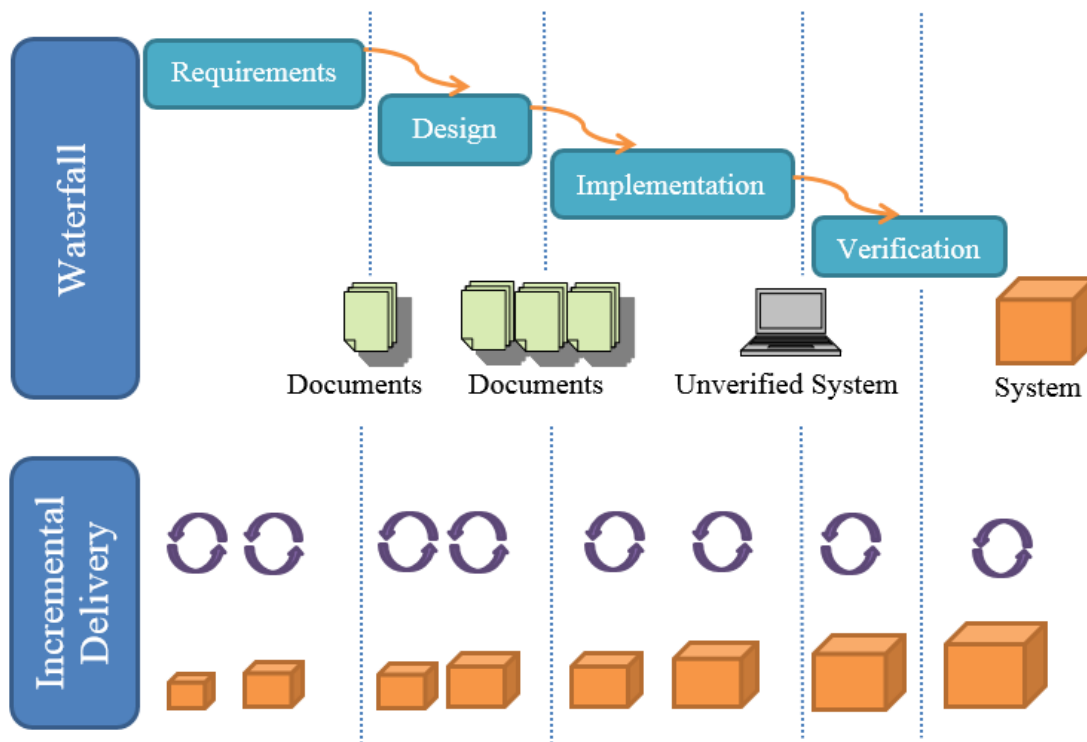 Waterfall
Requirements
Design
Implementation
Verification
Documents
Documents
Unverified System
System
Incremental
Delivery